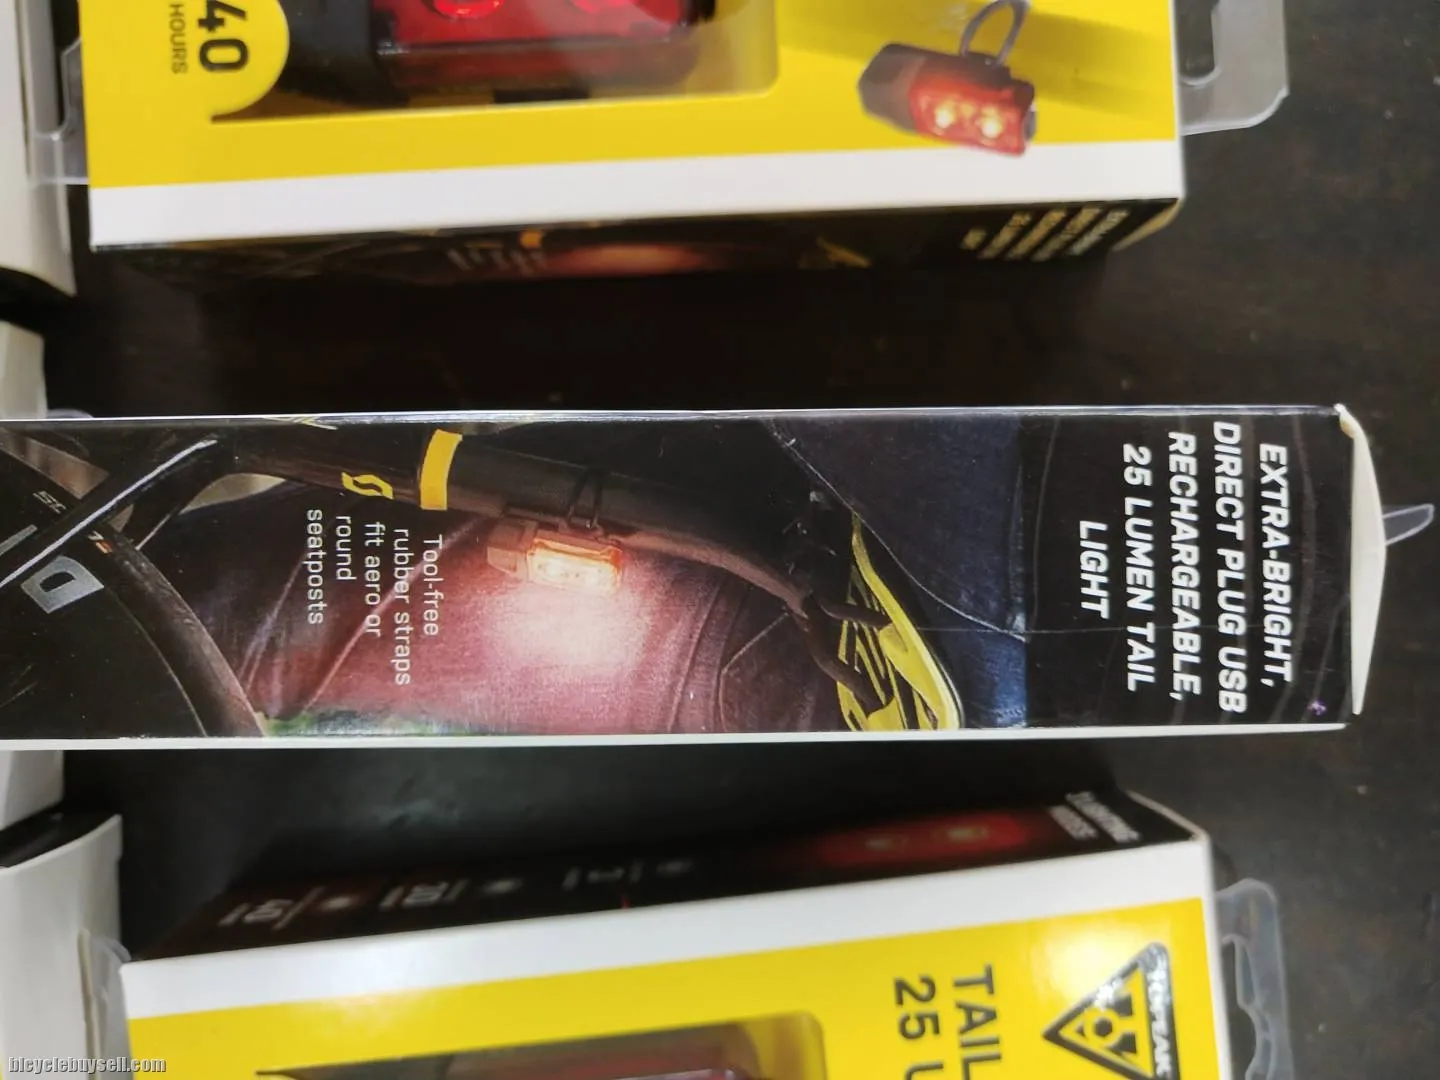 40
HOURS
EXTRA-BRIGHT,
DIRECT PLUG USB
RECHARGEABLE,
25 LUMEN TAIL
LIGHT
Tool-free
rubber straps
fit aero or
round
seatposts
TOPEAK
TAIL
25
bicyclebuysell.com